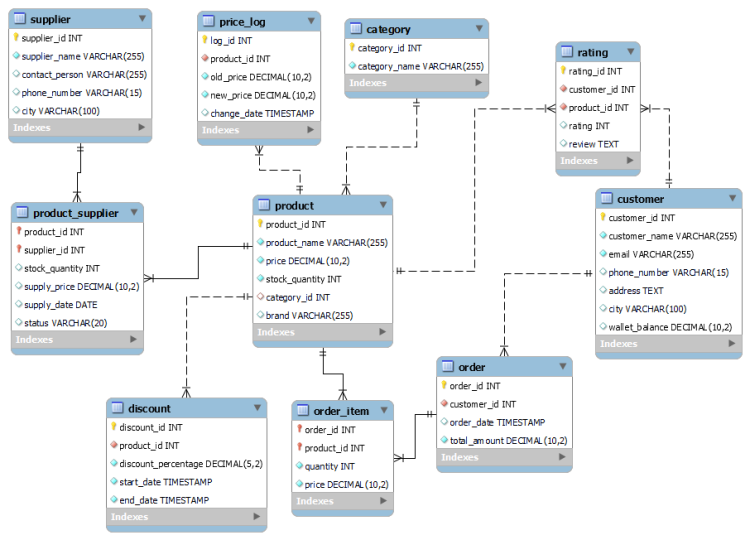 supplier
supplier_id INT
supplier_name VARCHAR(255)
contact_person VARCHAR(255)
phone_number VARCHAR(15)
city VARCHAR(100)
Indexes
price_log
log_id INT
product_id INT
old_price DECIMAL(10,2)
new_price DECIMAL(10,2)
change_date TIMESTAMP
Indexes
category
category_id INT
category_name VARCHAR(255)
Indexes
rating
rating_id INT
customer_id INT
product_id INT
rating INT
review TEXT
Indexes
product_supplier
product_id INT
supplier_id INT
stock_quantity INT
supply_price DECIMAL(10,2)
supply_date DATE
status VARCHAR(20)
Indexes
product
product_id INT
product_name VARCHAR(255)
price DECIMAL(10,2)
stock_quantity INT
category_id INT
brand VARCHAR(255)
Indexes
customer
customer_id INT
customer_name VARCHAR(255)
email VARCHAR(255)
phone_number VARCHAR(15)
address TEXT
city VARCHAR(100)
wallet_balance DECIMAL(10,2)
Indexes
discount
discount_id INT
product_id INT
discount_percentage DECIMAL(5,2)
start_date TIMESTAMP
end_date TIMESTAMP
Indexes
order_item
order_id INT
product_id INT
quantity INT
price DECIMAL(10,2)
Indexes
order
order_id INT
customer_id INT
order_date TIMESTAMP
total_amount DECIMAL(10,2)
Indexes